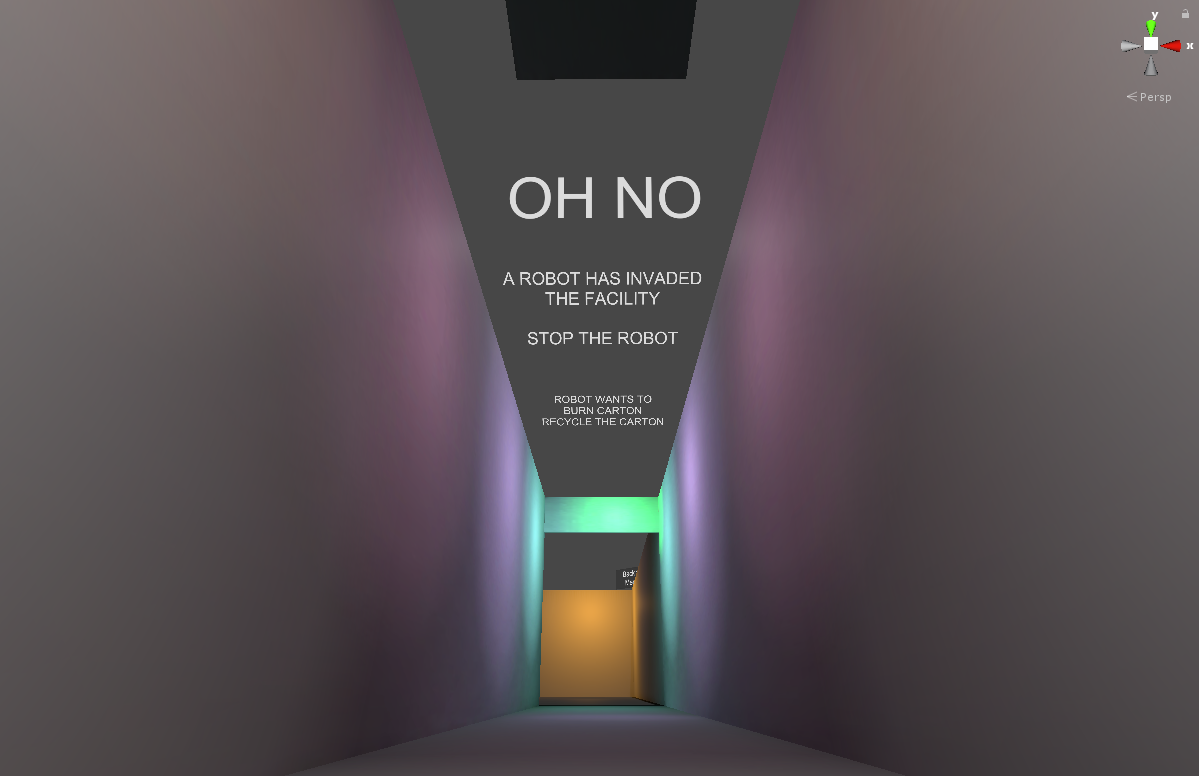 y
x
Persp
OH NO
A ROBOT HAS INVADED
THE FACILITY
STOP THE ROBOT
ROBOT WANTS TO
BURN CARTON
RECYCLE THE CARTON
Back